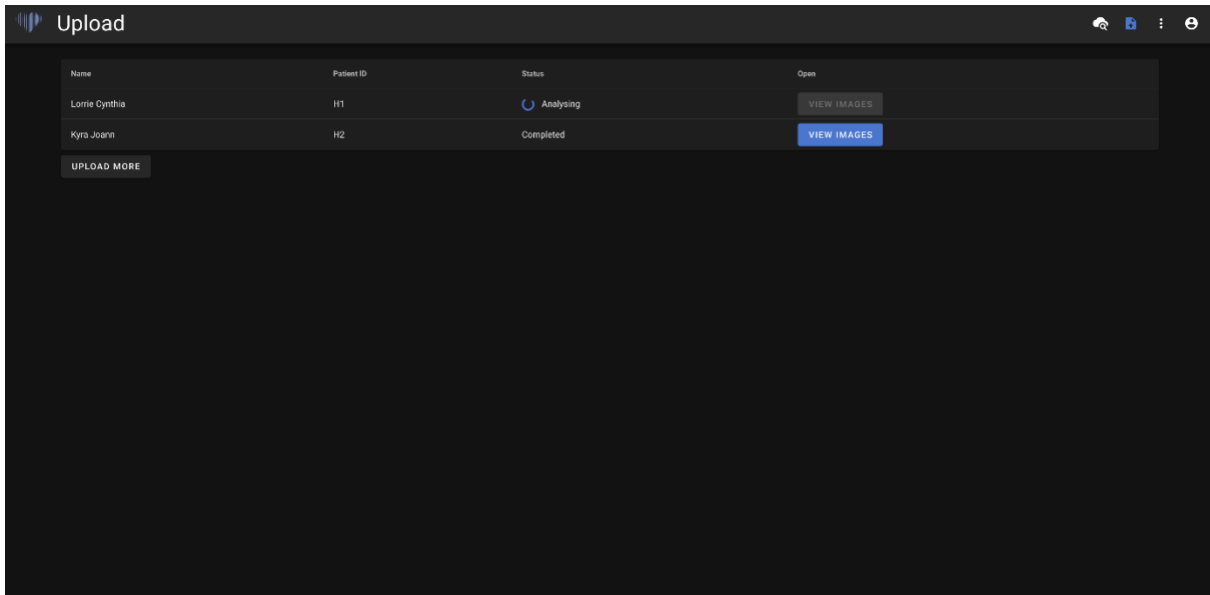 Upload
Name Patient ID Status Open
Lorrie Cynthia H1 Analysing VIEW IMAGES
Kyra Joann H2 Completed VIEW IMAGES
UPLOAD MORE